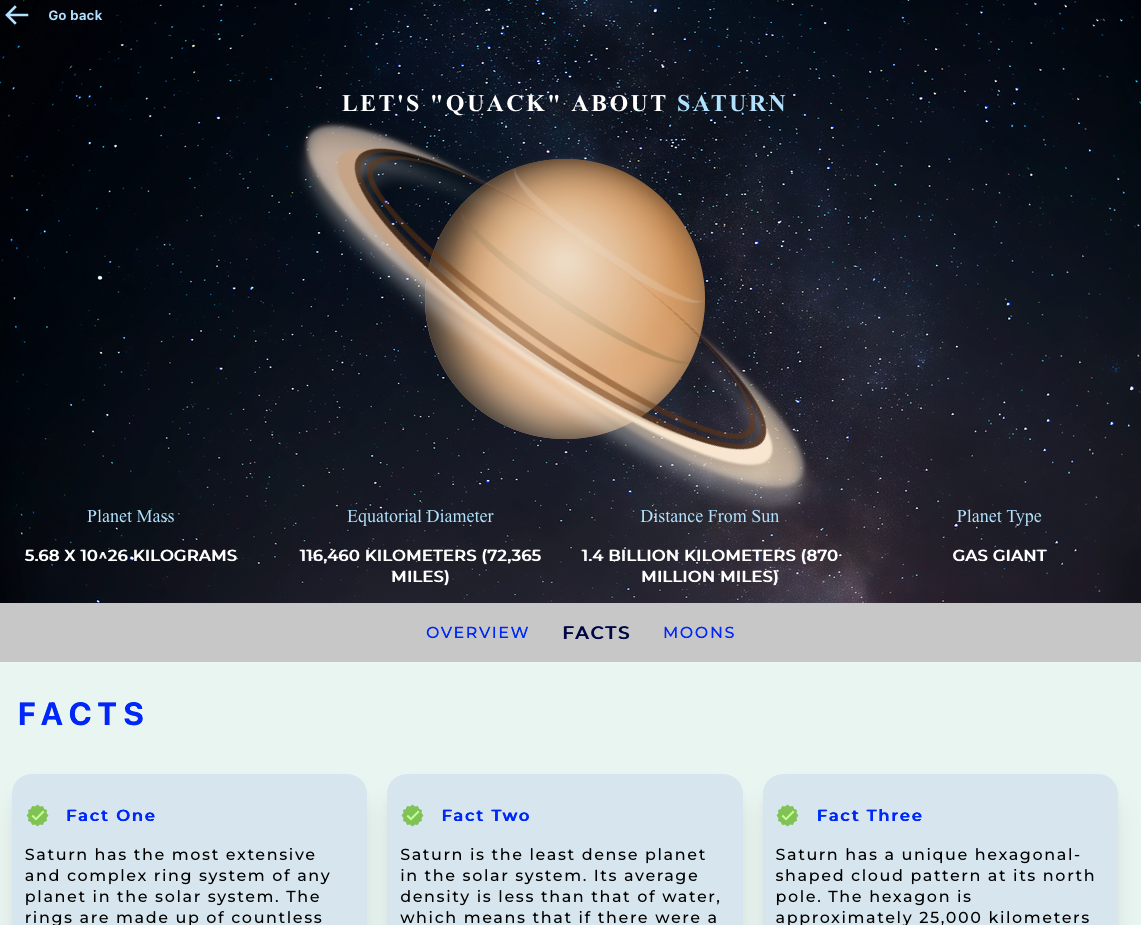 Go back
LET'S "QUACK" ABOUT SATURN
Planet Mass
5.68 X 10^26 KILOGRAMS
Equatorial Diameter
116,460 KILOMETERS (72,365
MILES)
Distance From Sun
1.4 BILLION KILOMETERS (870
MILLION MILES)
Planet Type
GAS GIANT
OVERVIEW FACTS MOONS
FACTS
Fact One
Saturn has the most extensive
and complex ring system of any
planet in the solar system. The
rings are made up of countless
Fact Two
Saturn is the least dense planet
in the solar system. Its average
density is less than that of water,
which means that if there were a
Fact Three
Saturn has a unique hexagonal-
shaped cloud pattern at its north
pole. The hexagon is
approximately 25,000 kilometers